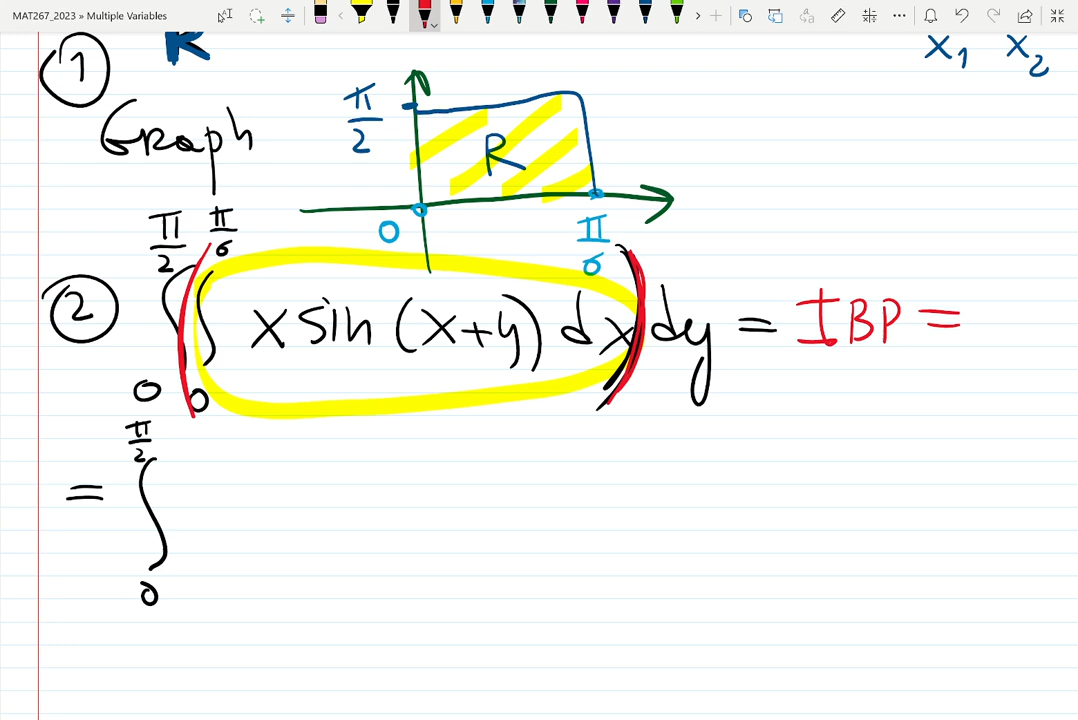 MAT267_2023 » Multiple Variables
① R x₁ x₂
Graph
π/2
R
0 π/6
② ∫₀^{π/2} (∫₀^{π/6} x sin (x+y) dx) dy = IBP =
= ∫₀^{π/2}